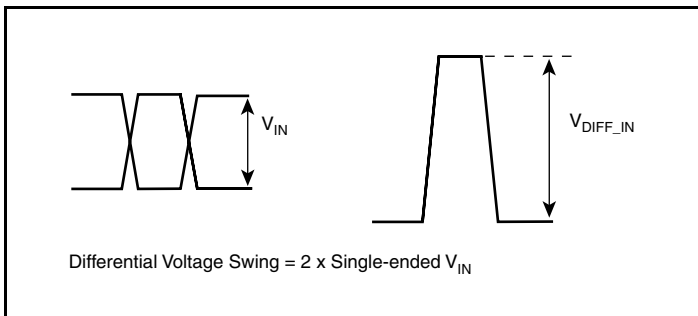 V_IN
V_DIFF_IN
Differential Voltage Swing = 2 x Single-ended V_IN